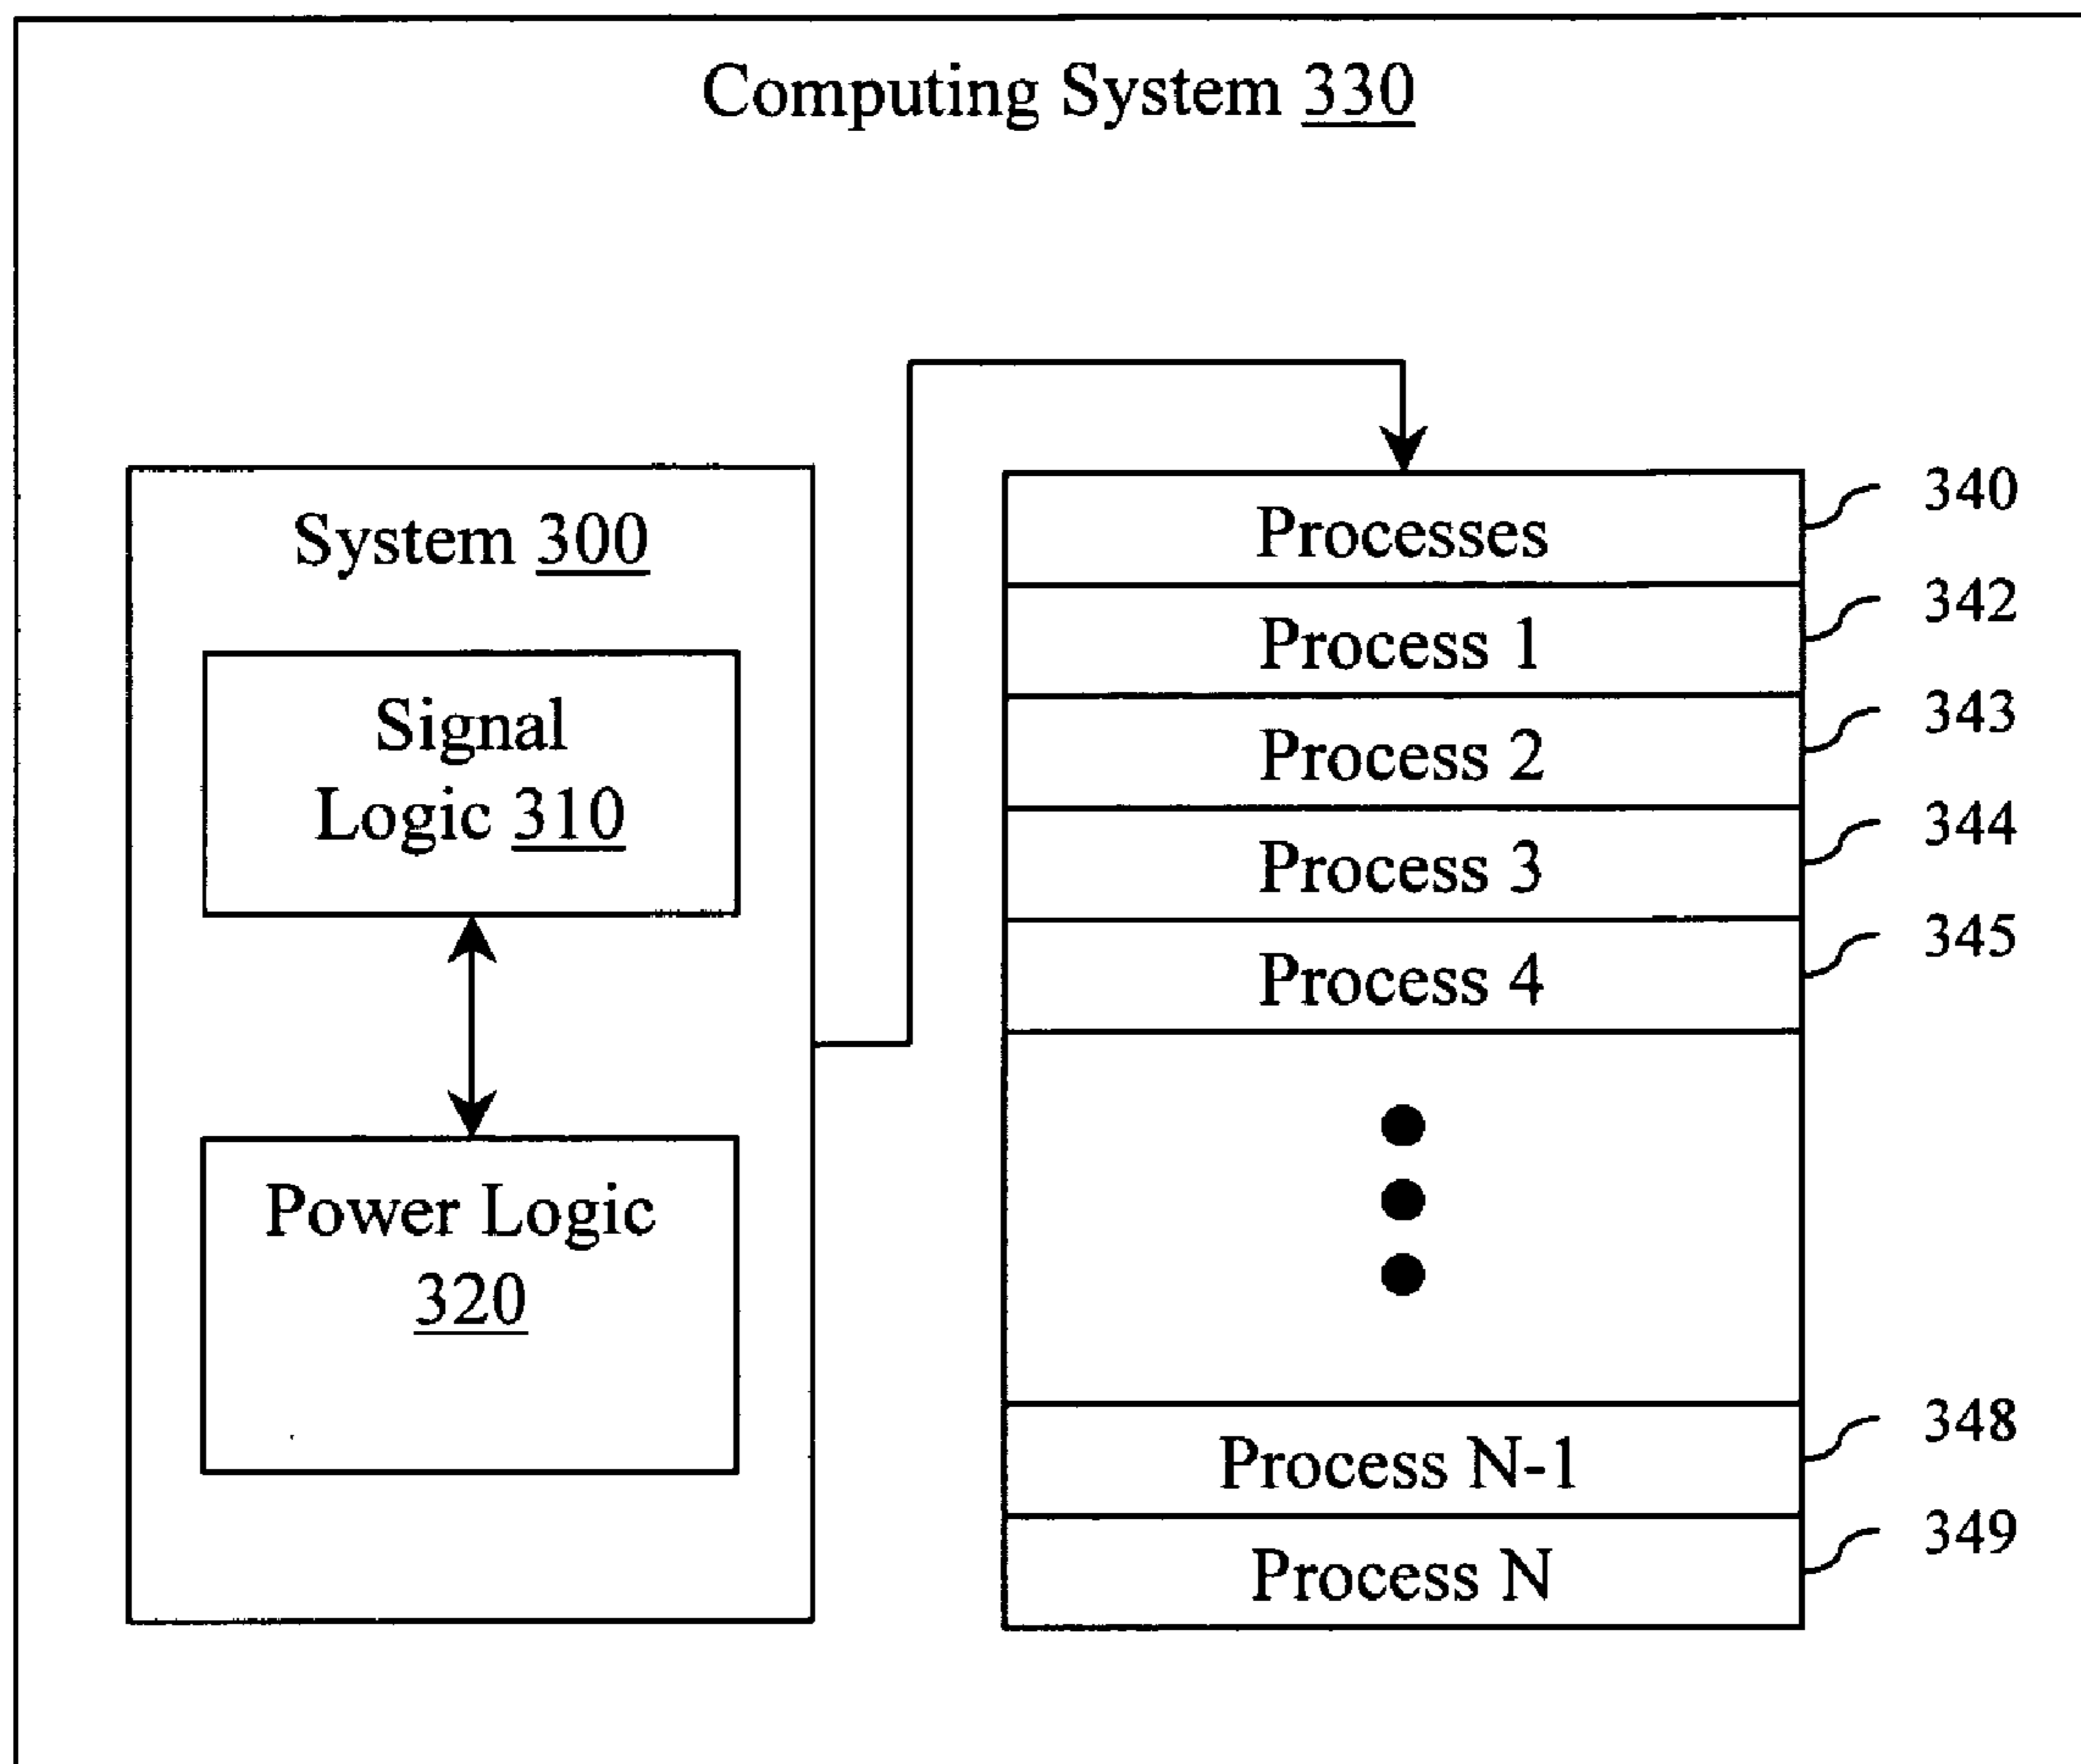 Computing System 330
System 300
Signal
Logic 310
Power Logic
320
Processes 340
Process 1 342
Process 2 343
Process 3 344
Process 4 345
Process N-1 348
Process N 349